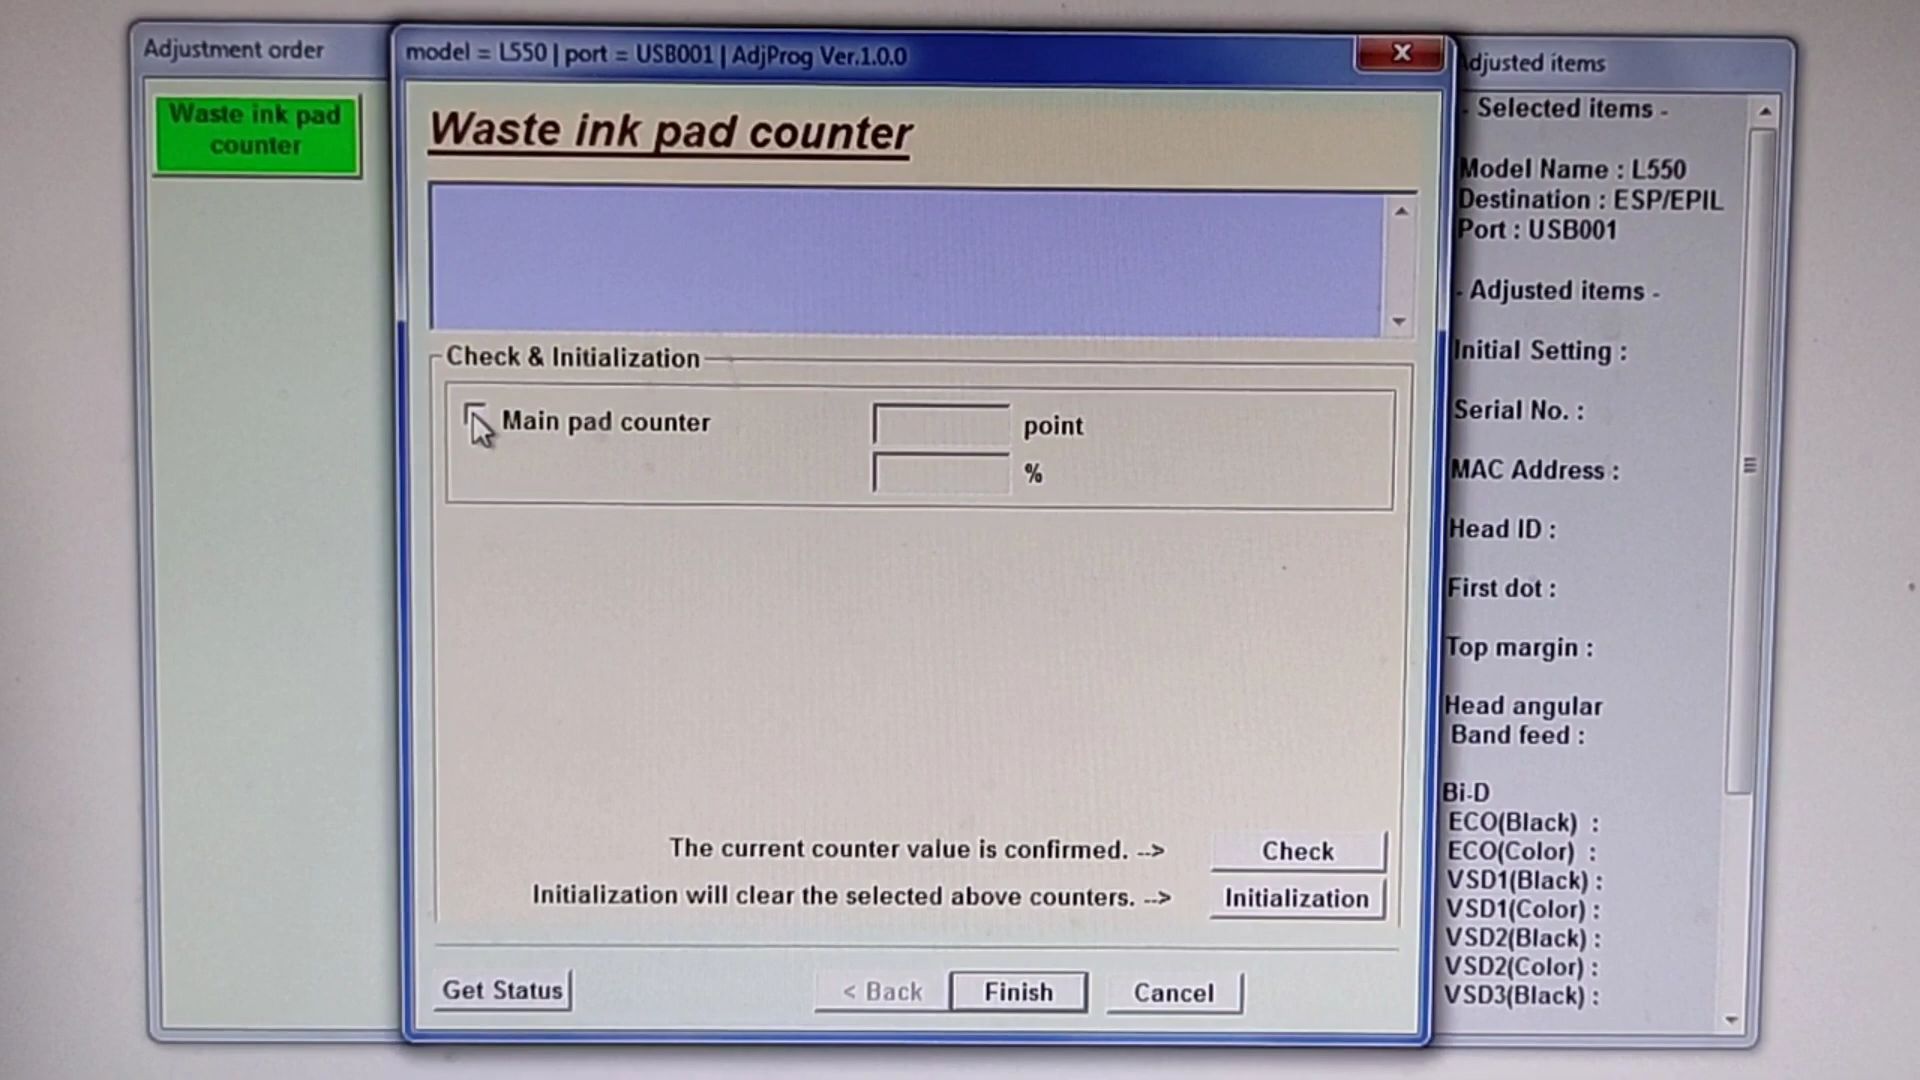 Adjustment order
Waste ink pad
counter
model = L550 | port = USB001 | AdjProg Ver.1.0.0
X
Waste ink pad counter
Check & Initialization
Main pad counter
point
%
The current counter value is confirmed. -->
Check
Initialization will clear the selected above counters. -->
Initialization
Get Status
< Back
Finish
Cancel
Adjusted items
- Selected items -
Model Name : L550
Destination : ESP/EPIL
Port : USB001
- Adjusted items -
Initial Setting :
Serial No. :
MAC Address :
Head ID :
First dot :
Top margin :
Head angular
Band feed :
Bi-D
ECO(Black) :
ECO(Color) :
VSD1(Black) :
VSD1(Color) :
VSD2(Black) :
VSD2(Color) :
VSD3(Black) :